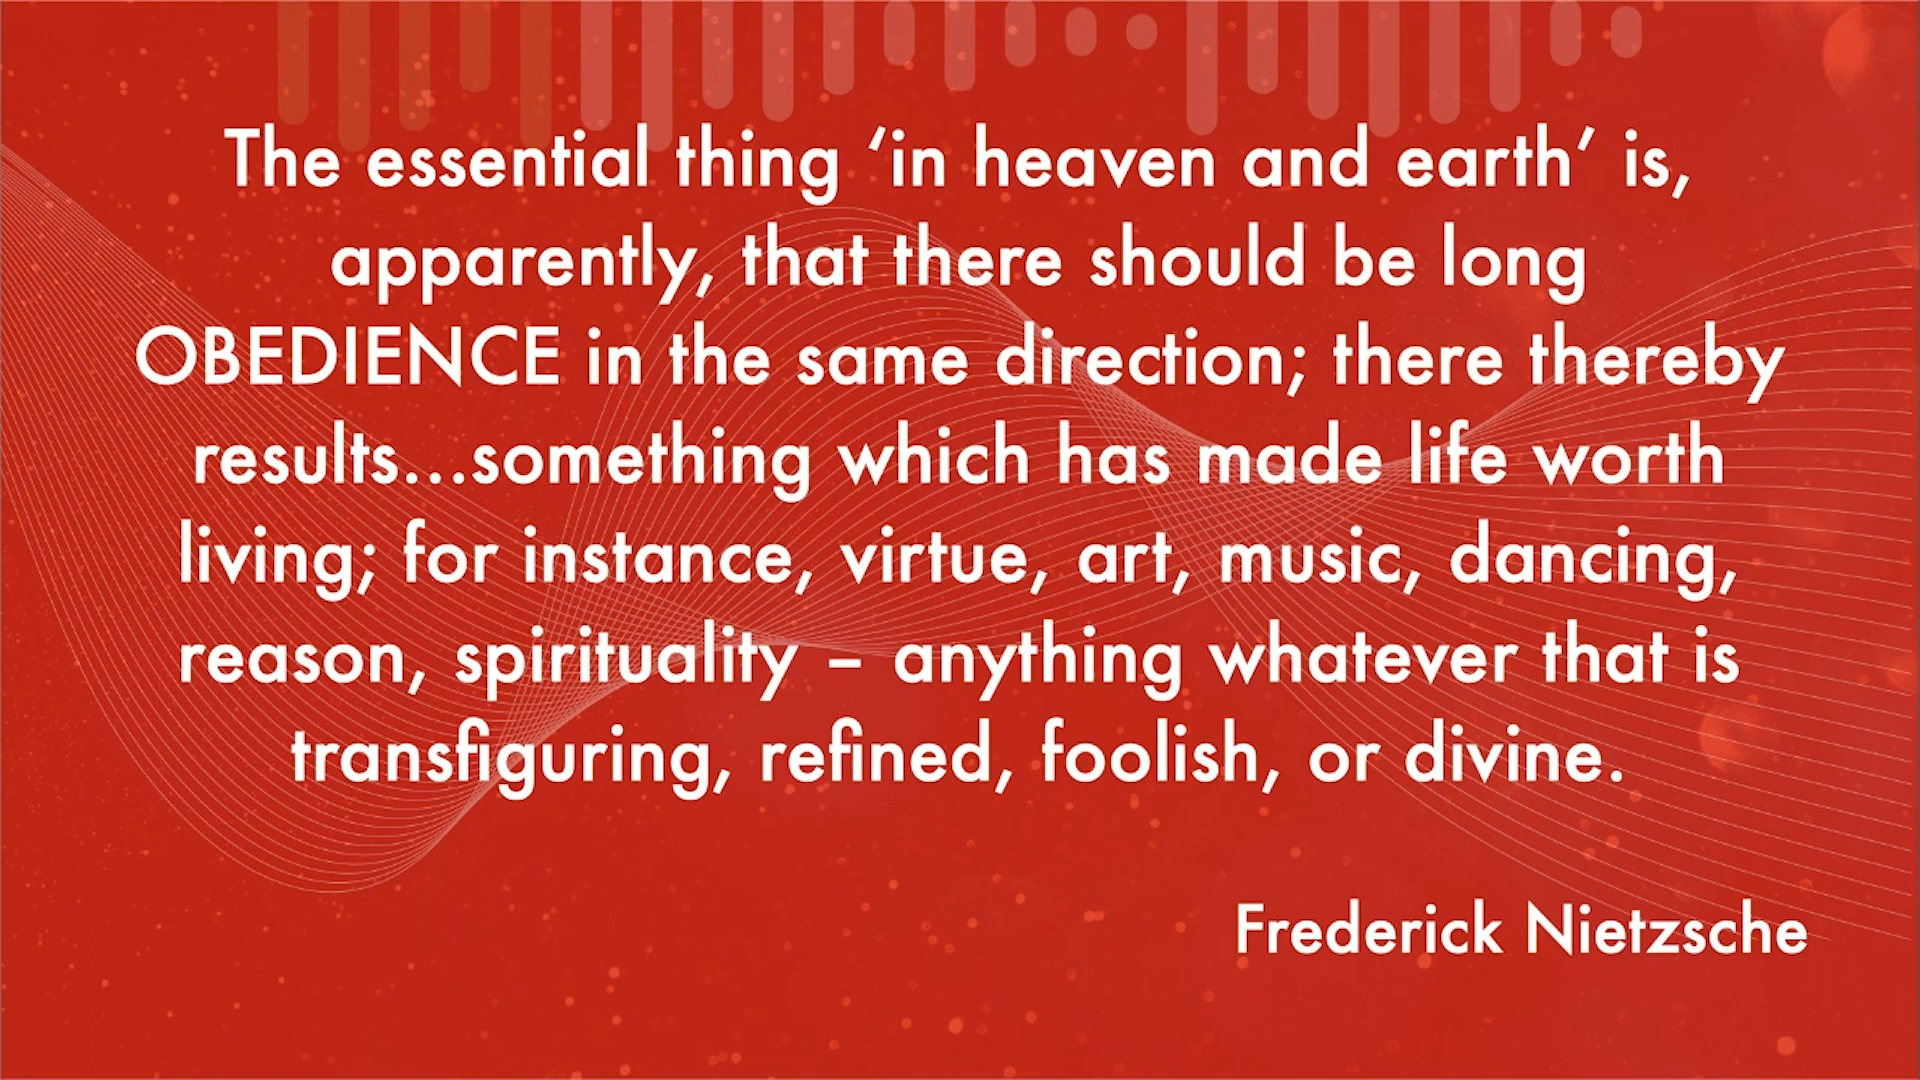 The essential thing ‘in heaven and earth’ is,
apparently, that there should be long
OBEDIENCE in the same direction; there thereby
results...something which has made life worth
living; for instance, virtue, art, music, dancing,
reason, spirituality – anything whatever that is
transfiguring, refined, foolish, or divine.
Frederick Nietzsche